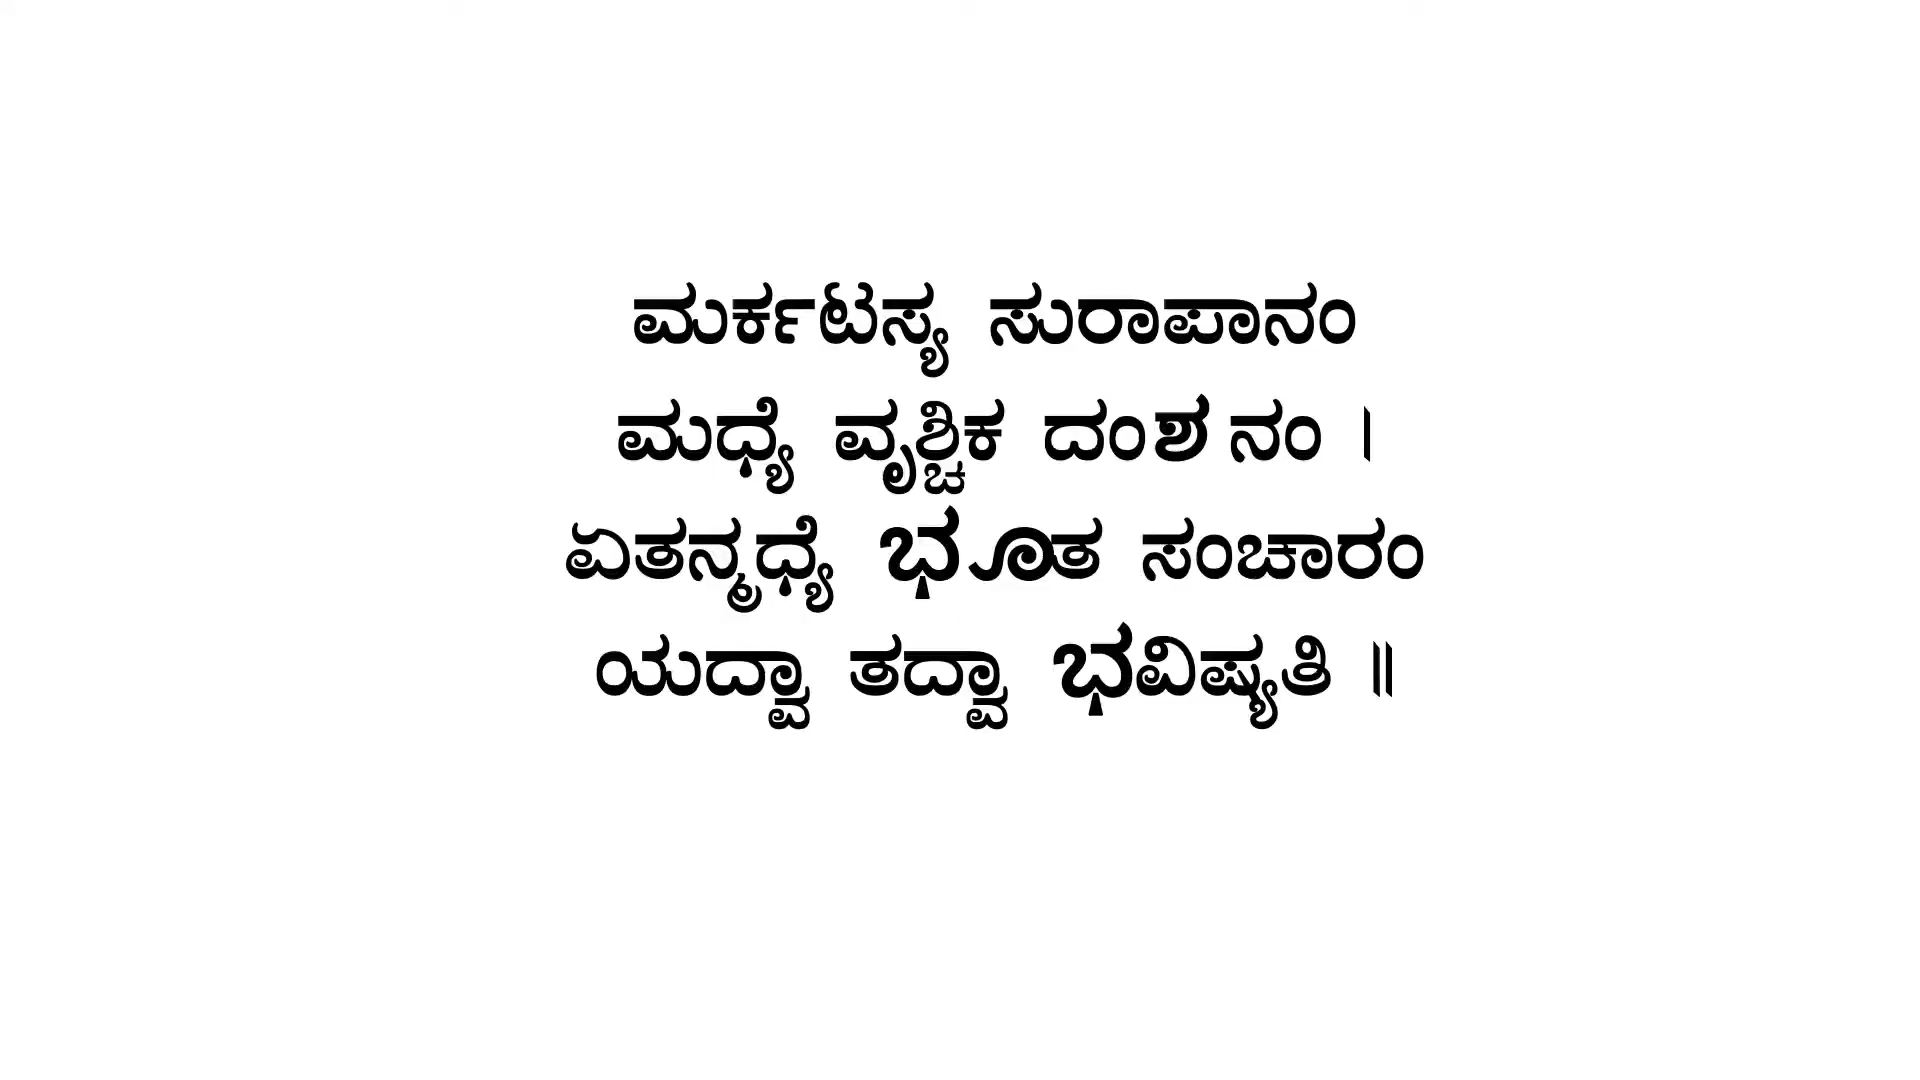 ಮರ್ಕಟಸ್ಯ ಸುರಾಪಾನಂ
ಮಧ್ಯೆ ವೃಶ್ಚಿಕ ದಂಶನಂ ।
ಏತನ್ಮಧ್ಯೆ ಭೂತ ಸಂಚಾರಂ
ಯದ್ವಾ ತದ್ವಾ ಭವಿಷ್ಯತಿ ॥